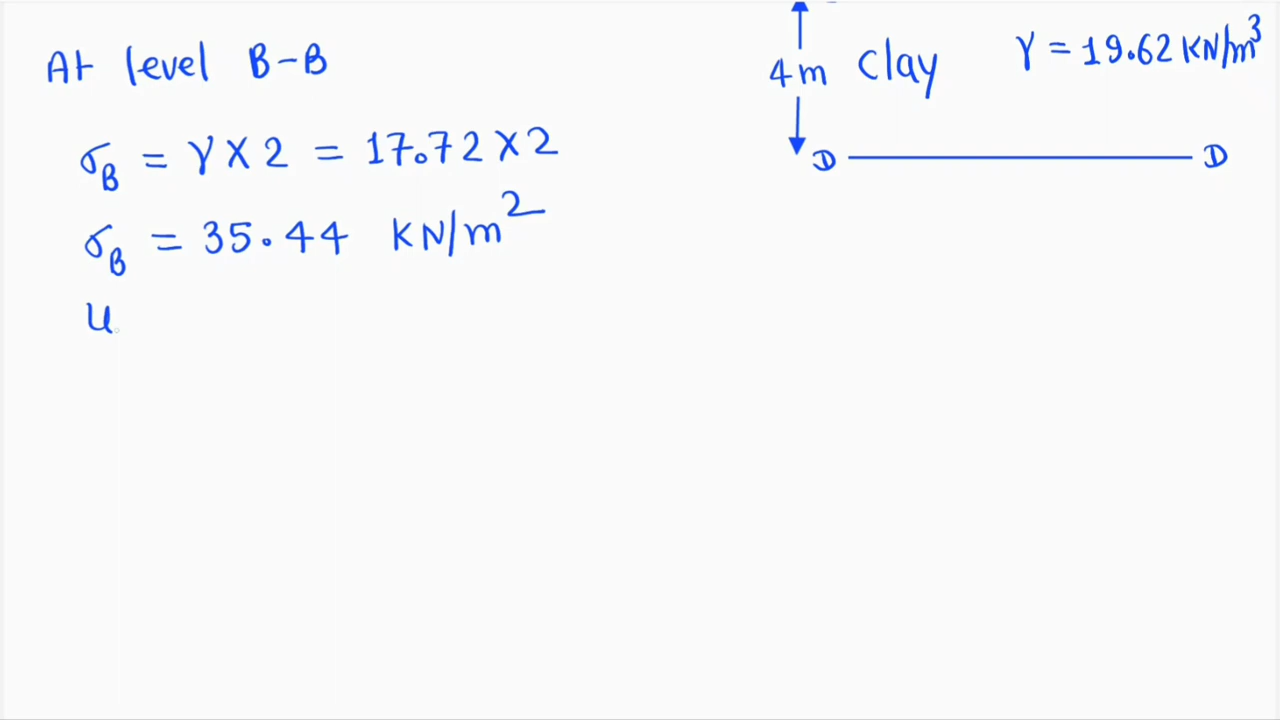 At level B-B
σB = γ X 2 = 17.72 X 2
σB = 35.44 KN/m²
u
4m clay γ = 19.62 KN/m³
D D